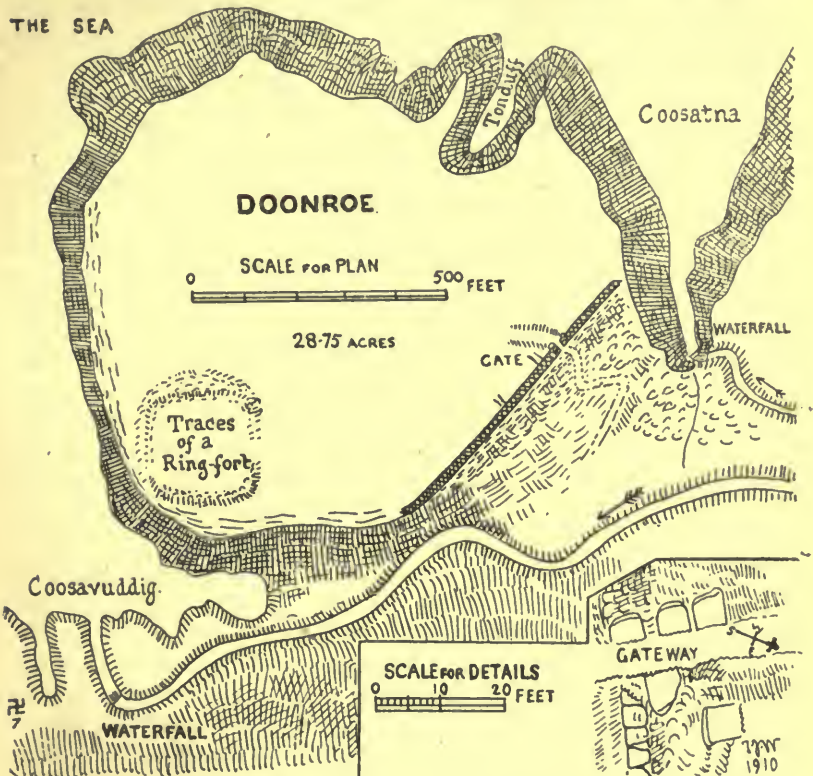 THE SEA
Tonduff
Coosatna
DOONROE
SCALE FOR PLAN
0 500 FEET
28·75 ACRES
GATE
WATERFALL
Traces
of a
Ring-fort
Coosavuddig.
WATERFALL
SCALE FOR DETAILS
0 10 20 FEET
GATEWAY
1910